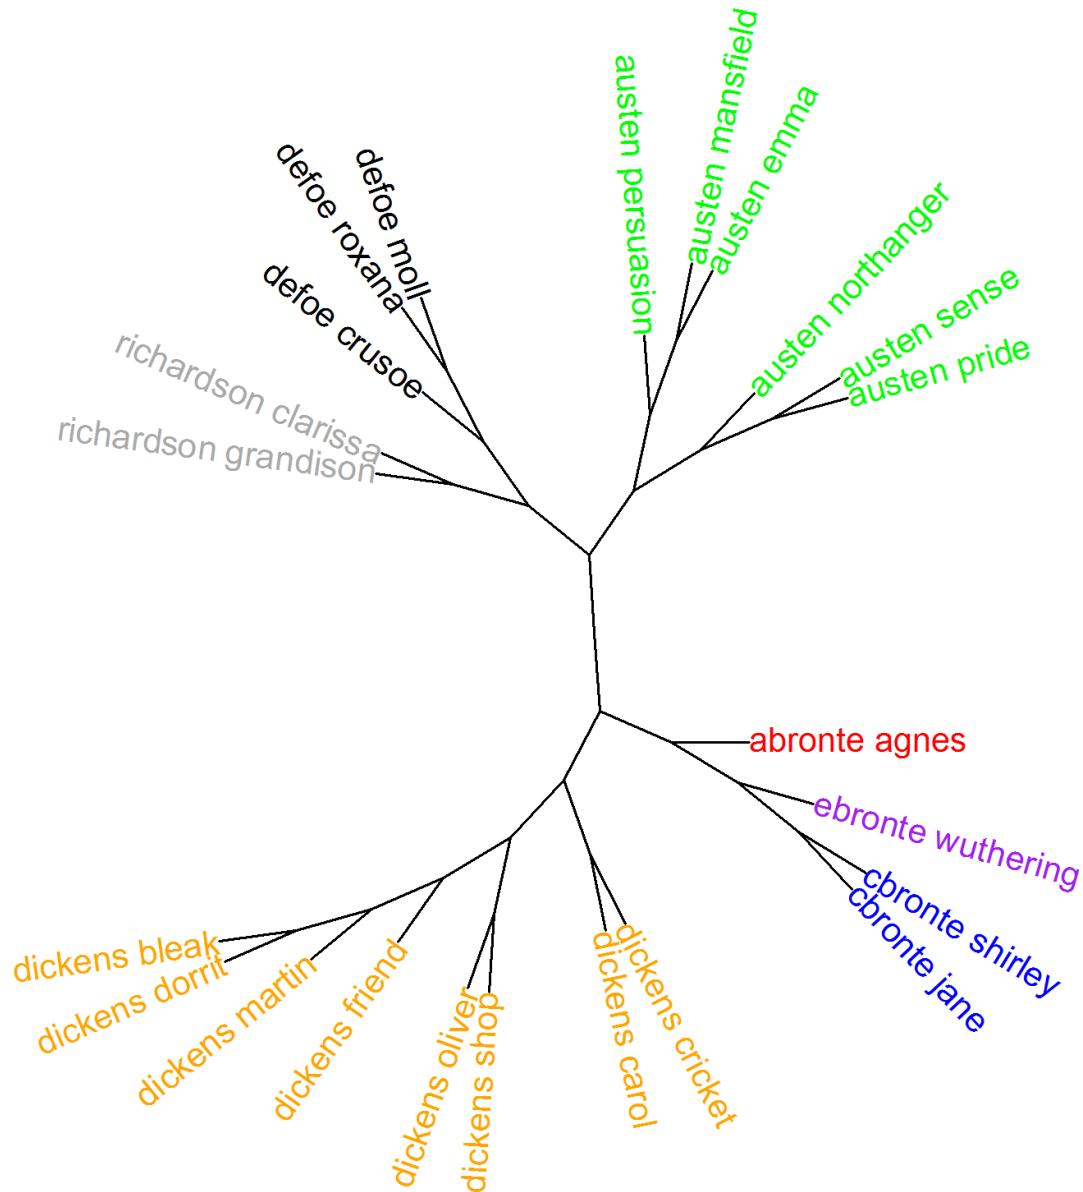 austen persuasion
austen mansfield
austen emma
austen northanger
austen sense
austen pride
defoe moll
defoe roxana
defoe crusoe
richardson clarissa
richardson grandison
abronte agnes
ebronte wuthering
cbronte shirley
cbronte jane
dickens bleak
dickens dorrit
dickens martin
dickens friend
dickens oliver
dickens shop
dickens carol
dickens cricket